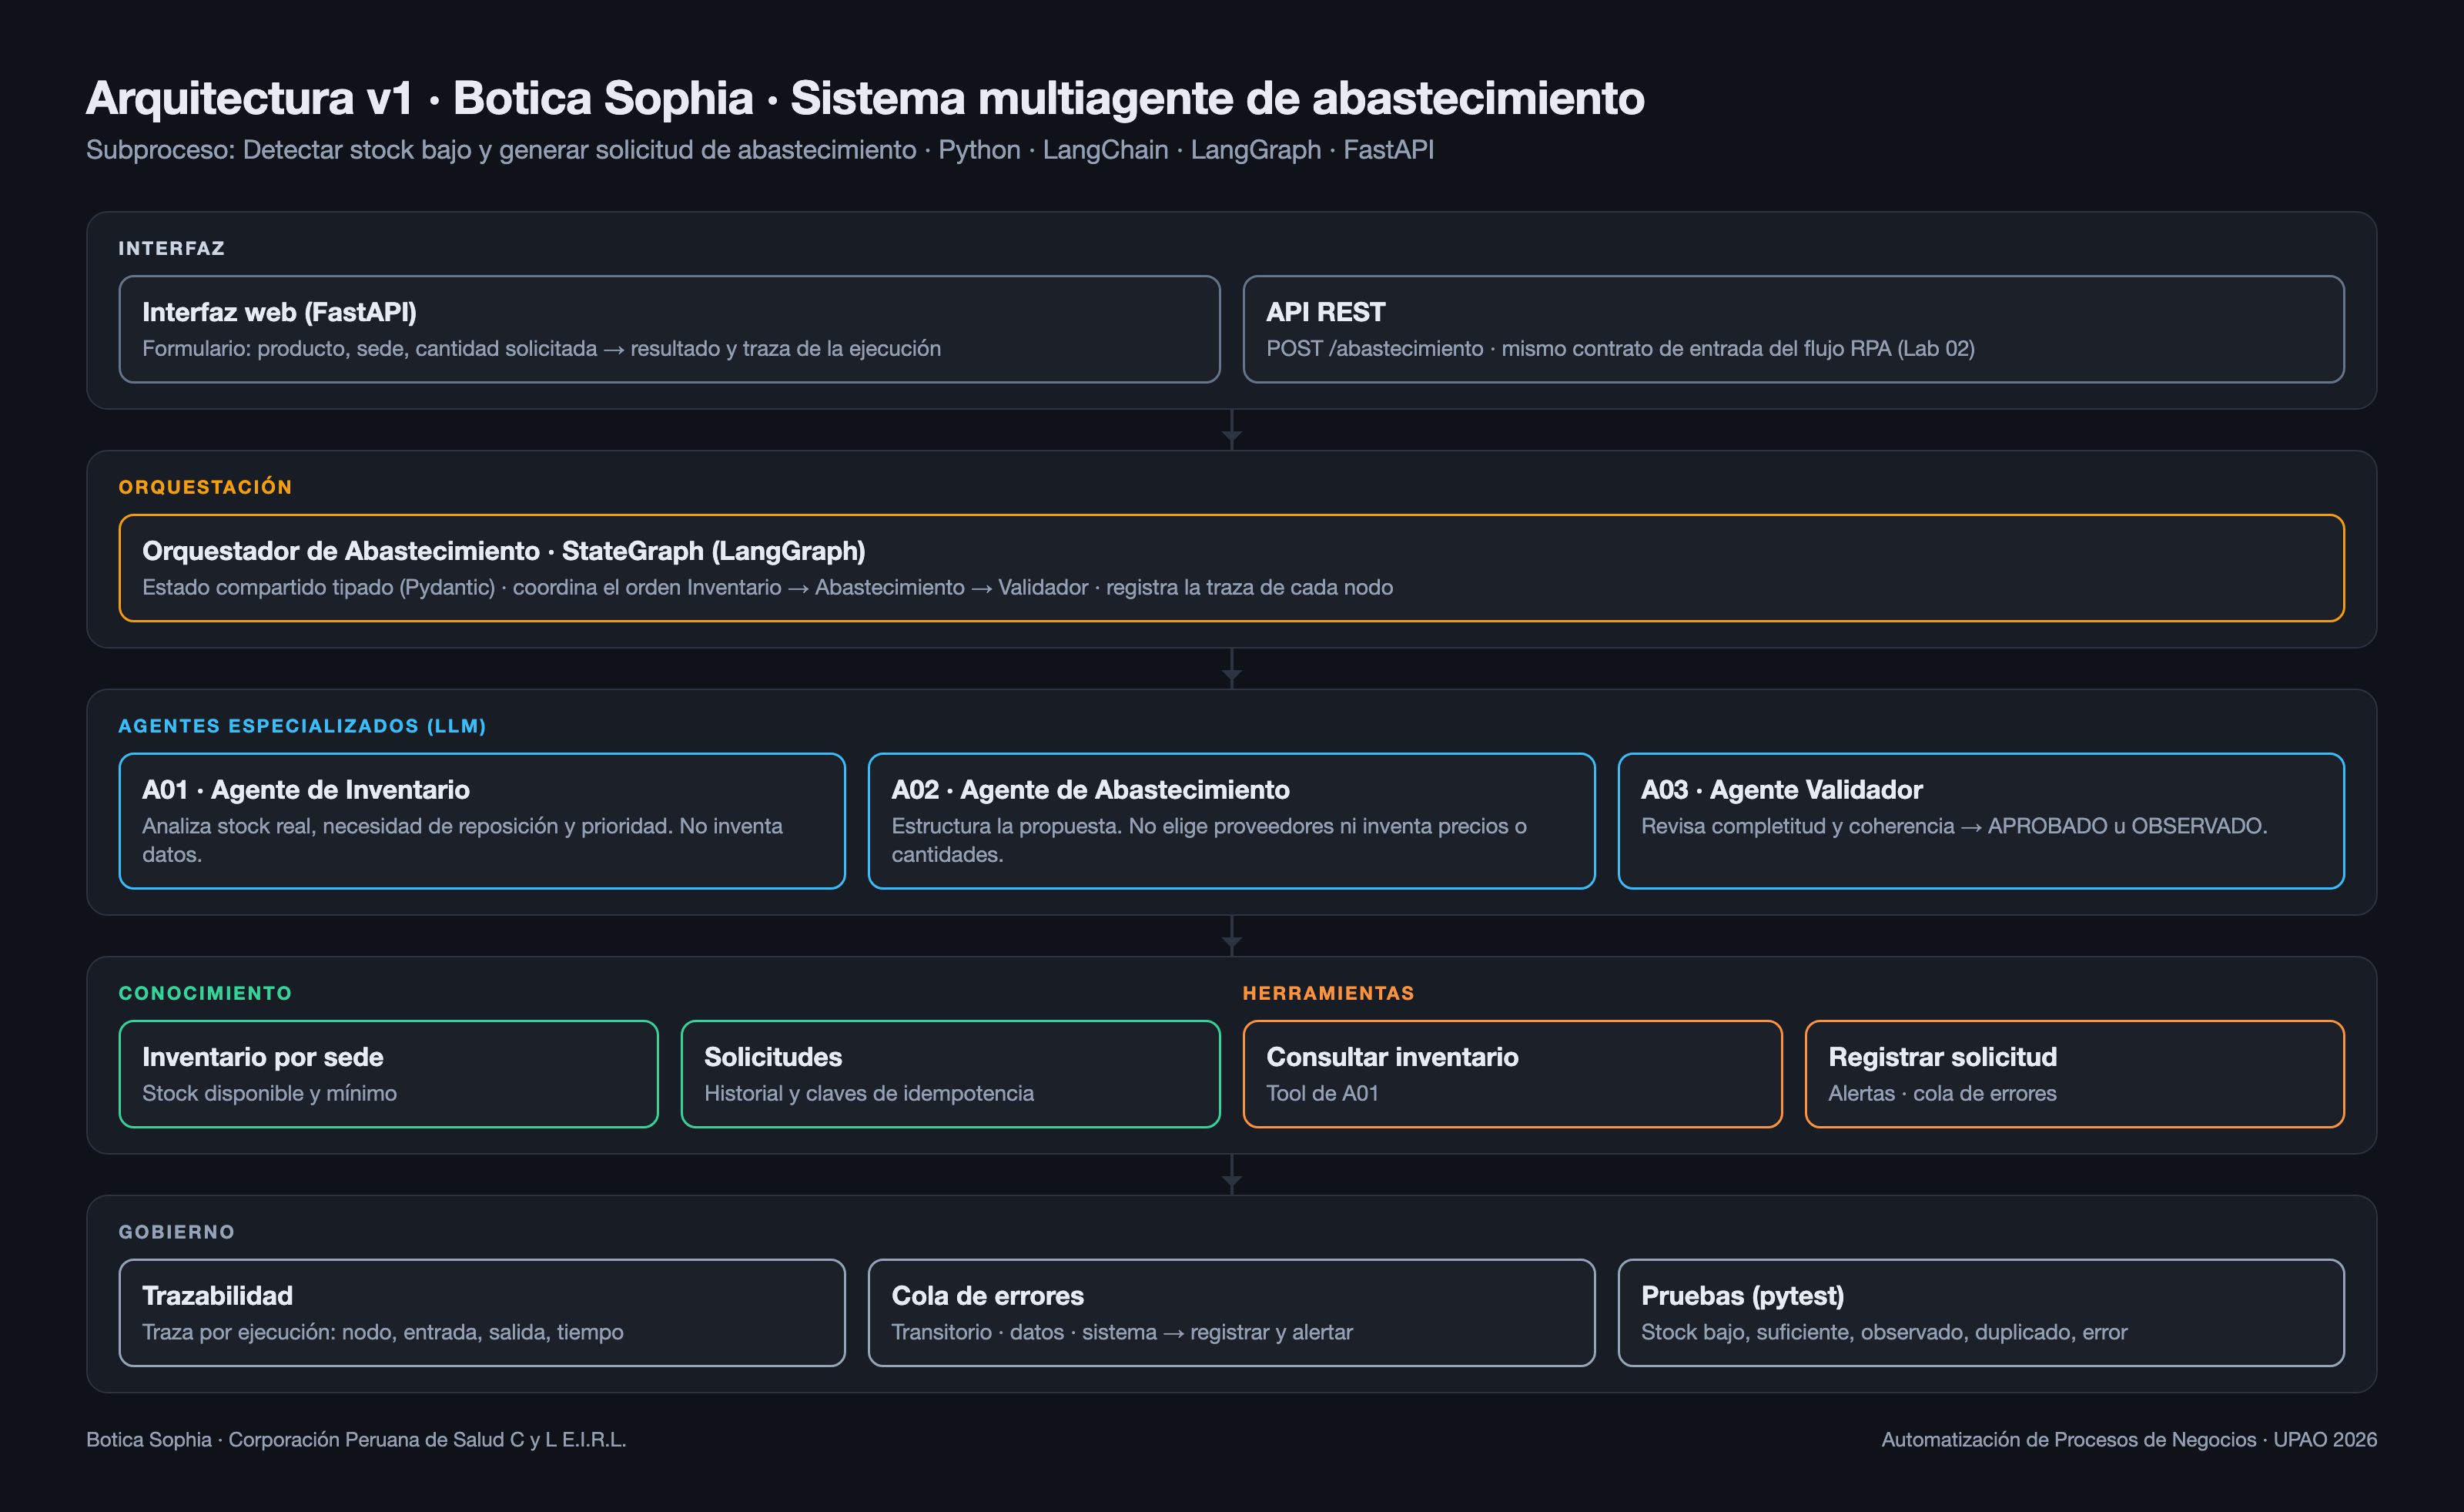 Arquitectura v1 · Botica Sophia · Sistema multiagente de abastecimiento
Subproceso: Detectar stock bajo y generar solicitud de abastecimiento · Python · LangChain · LangGraph · FastAPI
INTERFAZ
Interfaz web (FastAPI)
Formulario: producto, sede, cantidad solicitada → resultado y traza de la ejecución
API REST
POST /abastecimiento · mismo contrato de entrada del flujo RPA (Lab 02)
ORQUESTACIÓN
Orquestador de Abastecimiento · StateGraph (LangGraph)
Estado compartido tipado (Pydantic) · coordina el orden Inventario → Abastecimiento → Validador · registra la traza de cada nodo
AGENTES ESPECIALIZADOS (LLM)
A01 · Agente de Inventario
Analiza stock real, necesidad de reposición y prioridad. No inventa
datos.
A02 · Agente de Abastecimiento
Estructura la propuesta. No elige proveedores ni inventa precios o
cantidades.
A03 · Agente Validador
Revisa completitud y coherencia → APROBADO u OBSERVADO.
CONOCIMIENTO
Inventario por sede
Stock disponible y mínimo
Solicitudes
Historial y claves de idempotencia
HERRAMIENTAS
Consultar inventario
Tool de A01
Registrar solicitud
Alertas · cola de errores
GOBIERNO
Trazabilidad
Traza por ejecución: nodo, entrada, salida, tiempo
Cola de errores
Transitorio · datos · sistema → registrar y alertar
Pruebas (pytest)
Stock bajo, suficiente, observado, duplicado, error
Botica Sophia · Corporación Peruana de Salud C y L E.I.R.L.
Automatización de Procesos de Negocios · UPAO 2026